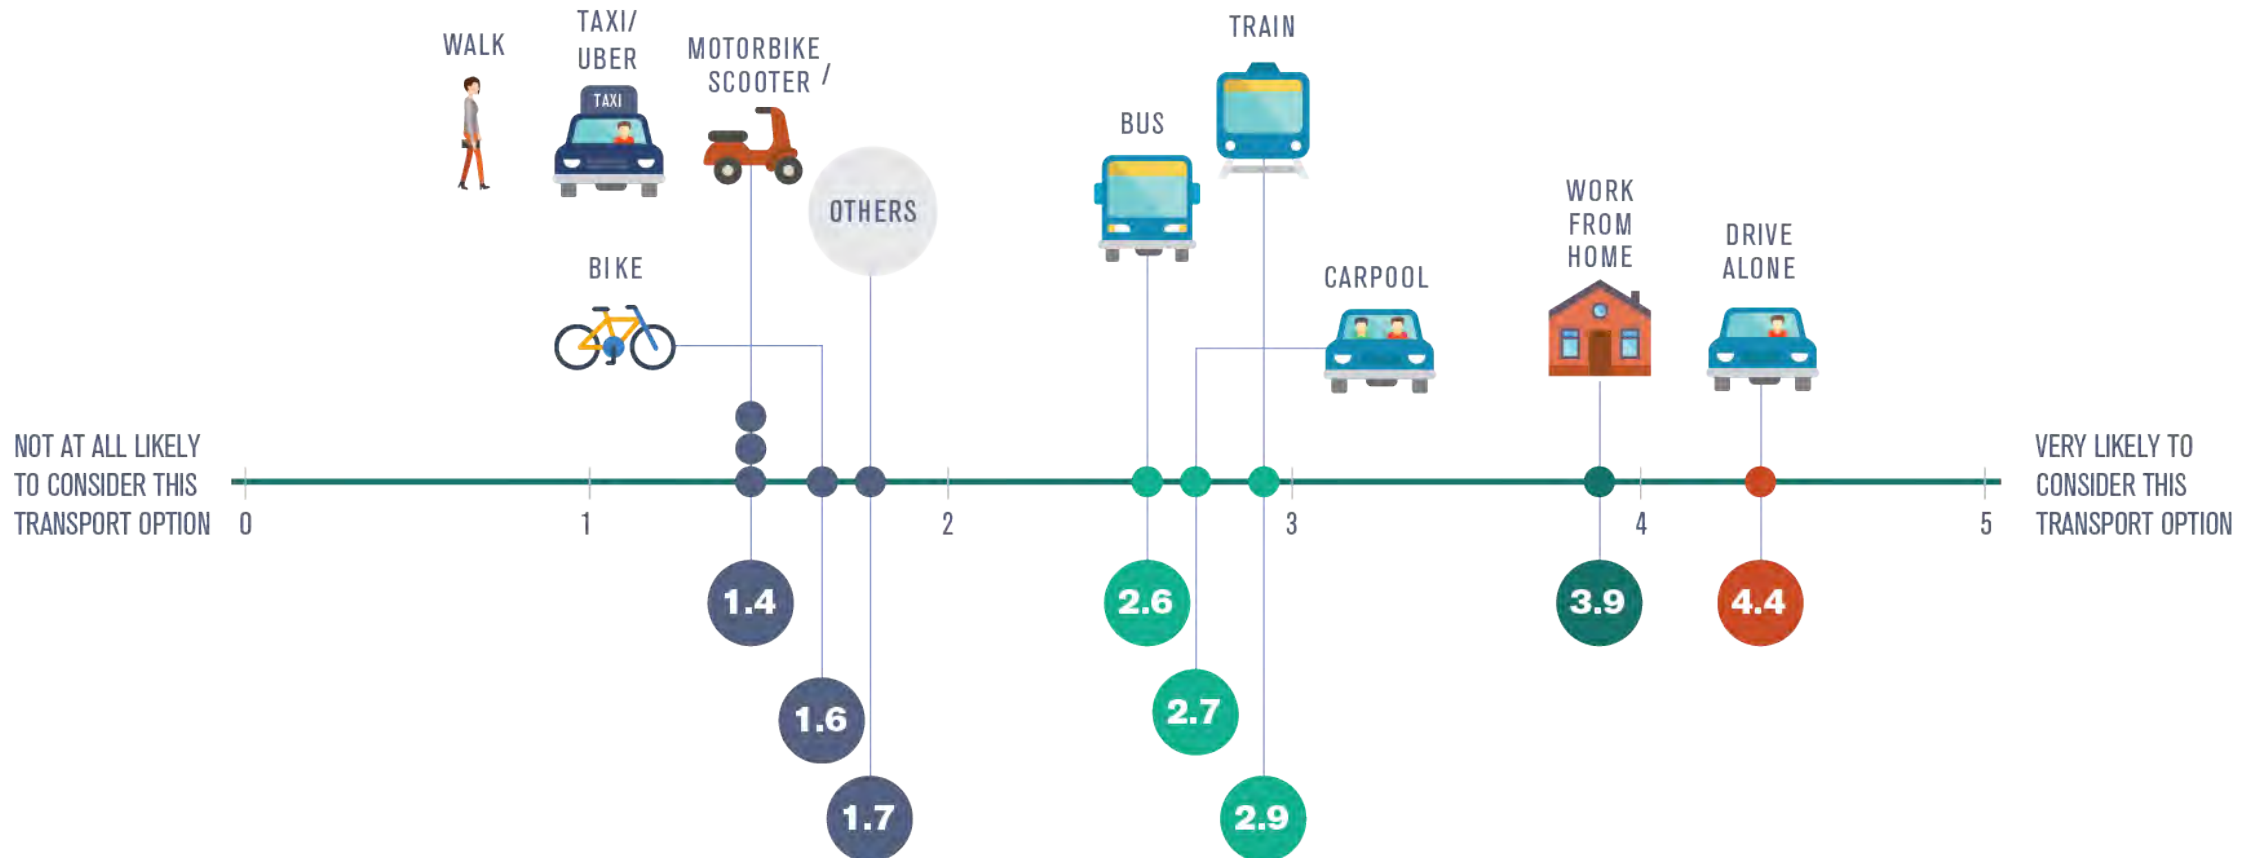 WALK
TAXI/
UBER
TAXI
MOTORBIKE /
SCOOTER
OTHERS
BIKE
TRAIN
BUS
CARPOOL
WORK
FROM
HOME
DRIVE
ALONE
NOT AT ALL LIKELY
TO CONSIDER THIS
TRANSPORT OPTION
0
1
2
3
4
5
VERY LIKELY TO
CONSIDER THIS
TRANSPORT OPTION
1.4
2.6
3.9
4.4
1.6
2.7
1.7
2.9